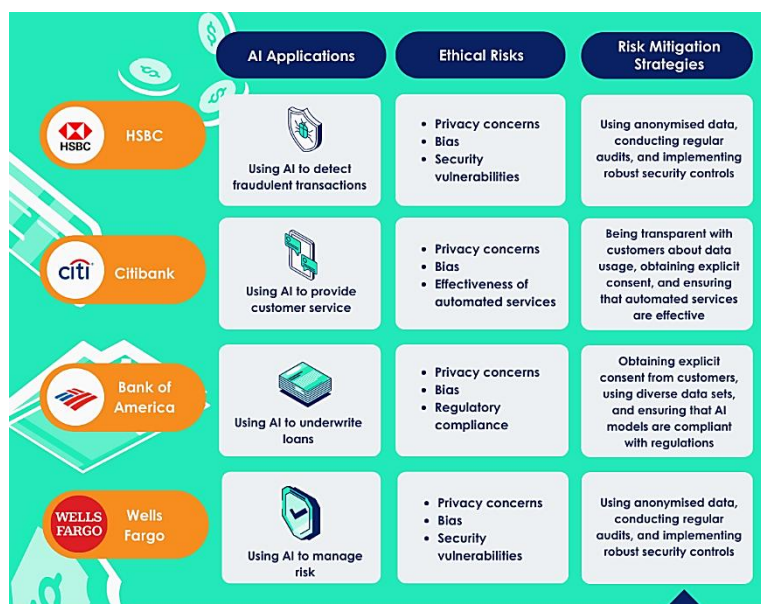 AI Applications
Ethical Risks
Risk Mitigation
Strategies
HSBC
HSBC
Using AI to detect
fraudulent transactions
• Privacy concerns
• Bias
• Security
vulnerabilities
Using anonymised data,
conducting regular
audits, and implementing
robust security controls
citi
Citibank
Using AI to provide
customer service
• Privacy concerns
• Bias
• Effectiveness of
automated services
Being transparent with
customers about data
usage, obtaining explicit
consent, and ensuring
that automated services
are effective
Bank of
America
Using AI to underwrite
loans
• Privacy concerns
• Bias
• Regulatory
compliance
Obtaining explicit
consent from customers,
using diverse data sets,
and ensuring that AI
models are compliant
with regulations
WELLS
FARGO
Wells
Fargo
Using AI to manage
risk
• Privacy concerns
• Bias
• Security
vulnerabilities
Using anonymised data,
conducting regular
audits, and implementing
robust security controls